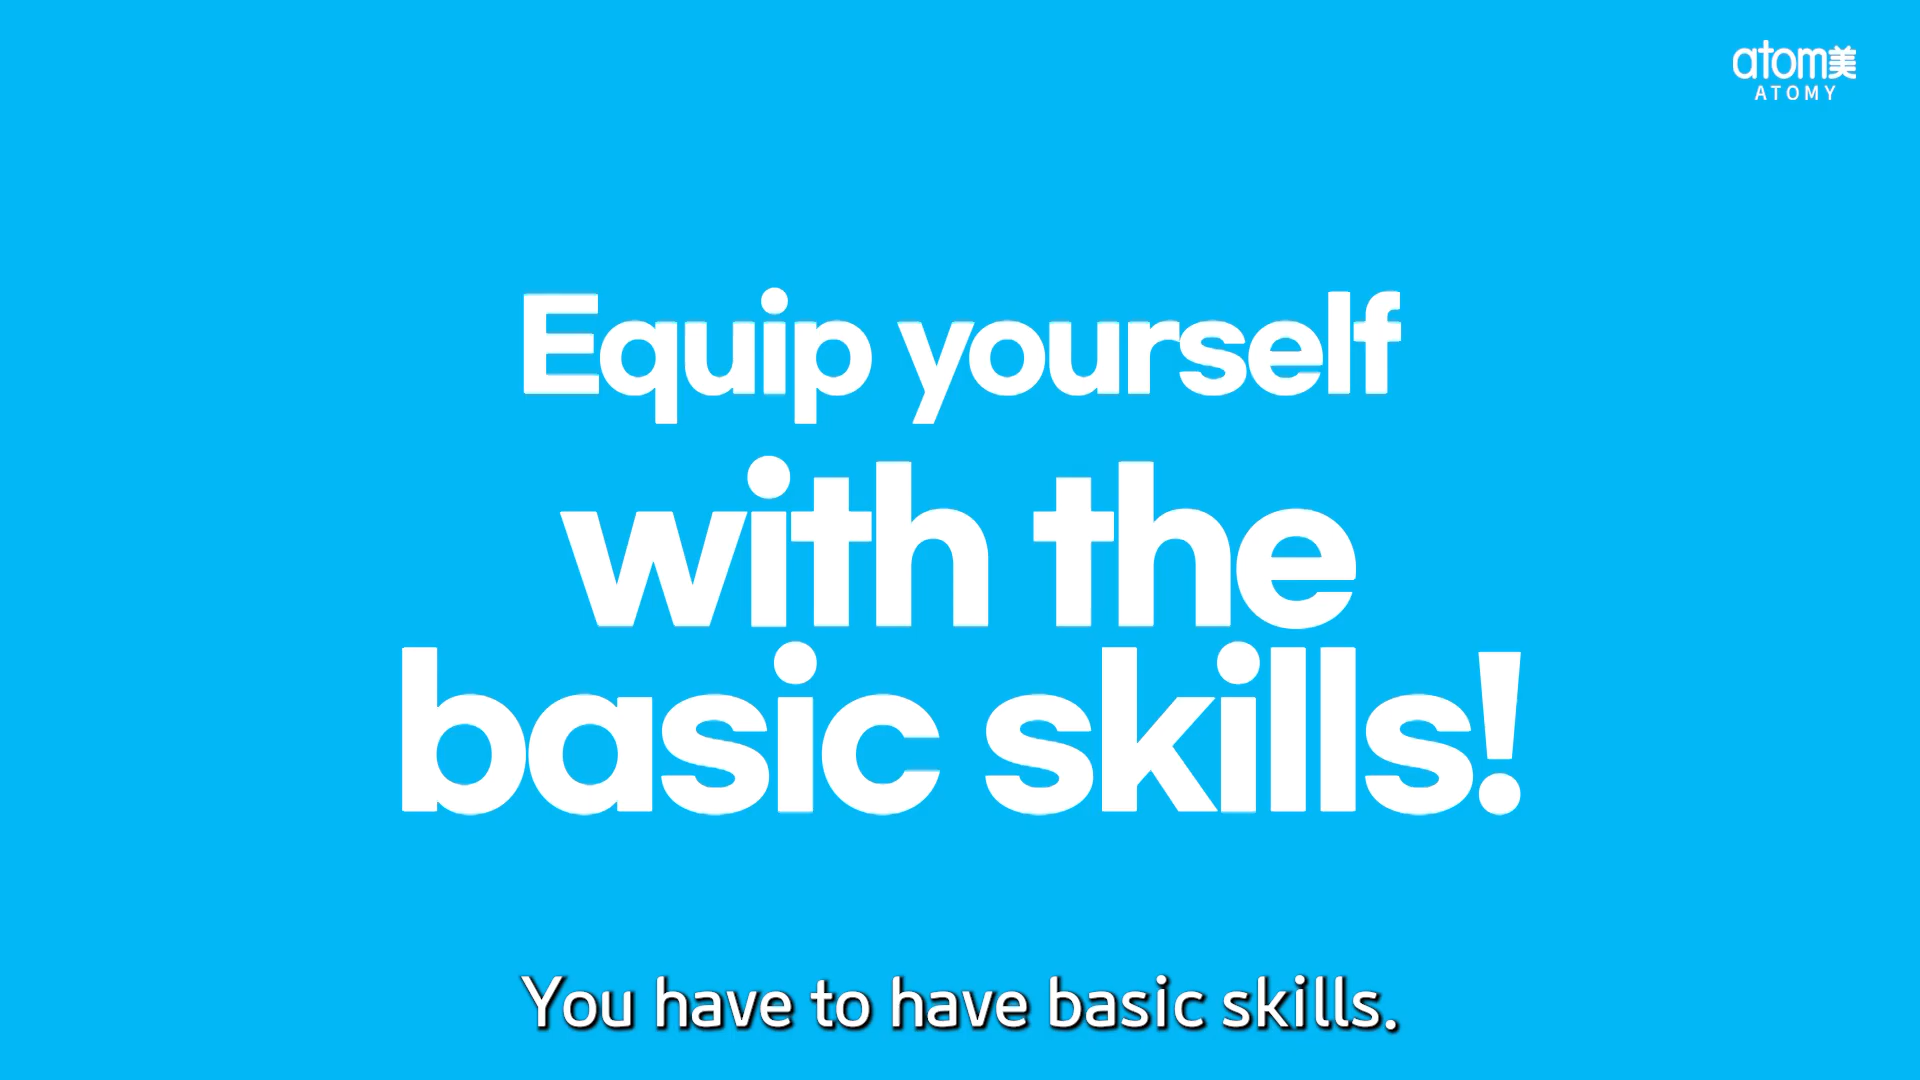 atom美
ATOMY
Equip yourself
with the
basic skills!
You have to have basic skills.